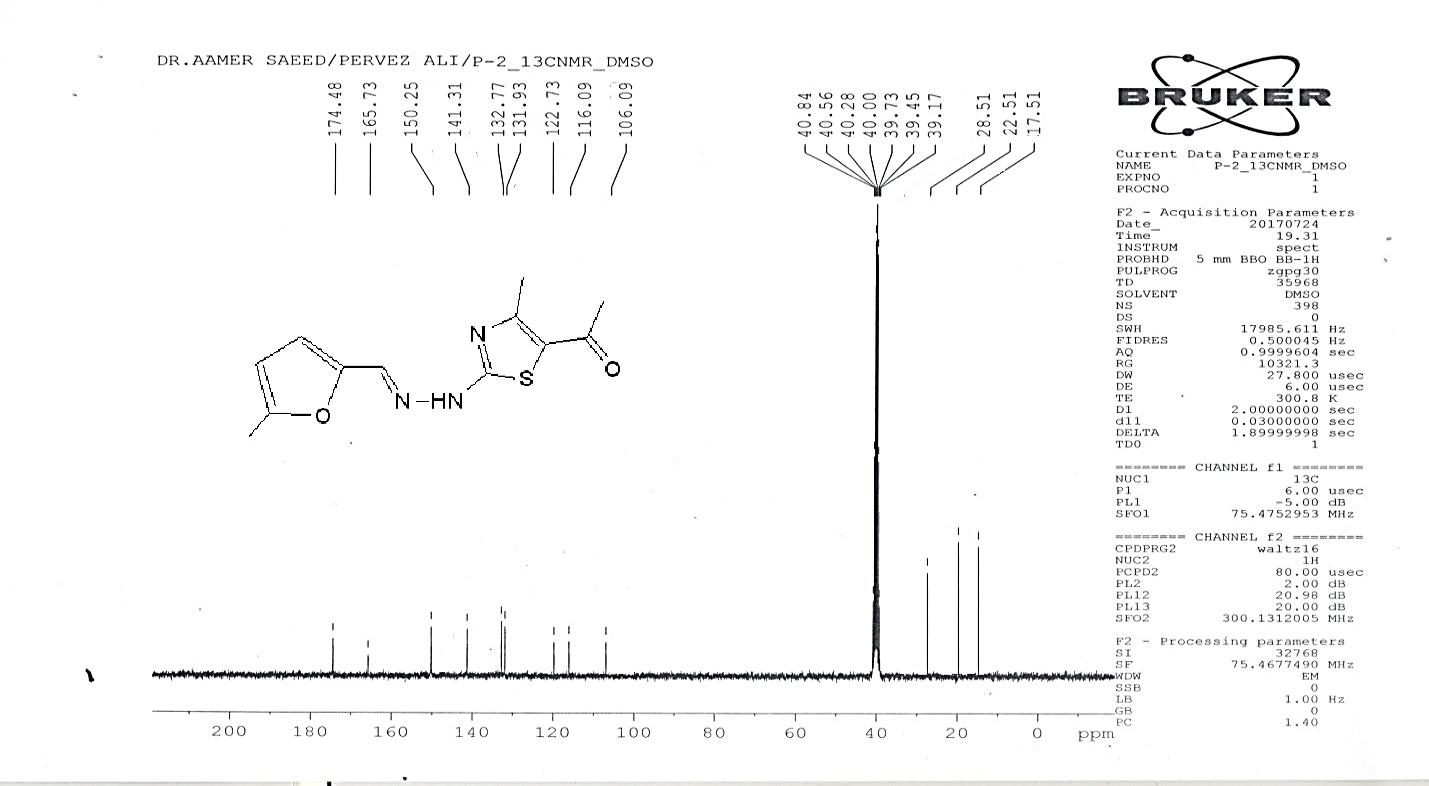 DR.AAMER SAEED/PERVEZ ALI/P-2_13CNMR_DMSO
174.48
165.73
150.25
141.31
132.77
131.93
122.73
116.09
106.09
40.84
40.56
40.28
40.00
39.73
39.45
39.17
28.51
22.51
17.51
BRUKER
Current Data Parameters
NAME P-2_13CNMR_DMSO
EXPNO 1
PROCNO 1
F2 - Acquisition Parameters
Date_ 20170724
Time 19.31
INSTRUM spect
PROBHD 5 mm BBO BB-1H
PULPROG zgpg30
TD 35968
SOLVENT DMSO
NS 398
DS 0
SWH 17985.611 Hz
FIDRES 0.500045 Hz
AQ 0.9999604 sec
RG 10321.3
DW 27.800 usec
DE 6.00 usec
TE 300.8 K
D1 2.00000000 sec
d11 0.03000000 sec
DELTA 1.89999998 sec
TD0 1
======== CHANNEL f1 ========
NUC1 13C
P1 6.00 usec
PL1 -5.00 dB
SFO1 75.4752953 MHz
======== CHANNEL f2 ========
CPDPRG2 waltz16
NUC2 1H
PCPD2 80.00 usec
PL2 2.00 dB
PL12 20.98 dB
PL13 20.00 dB
SFO2 300.1312005 MHz
F2 - Processing parameters
SI 32768
SF 75.4677490 MHz
WDW EM
SSB 0
LB 1.00 Hz
GB 0
PC 1.40
N
S
O
O
N
HN
200 180 160 140 120 100 80 60 40 20 0 ppm